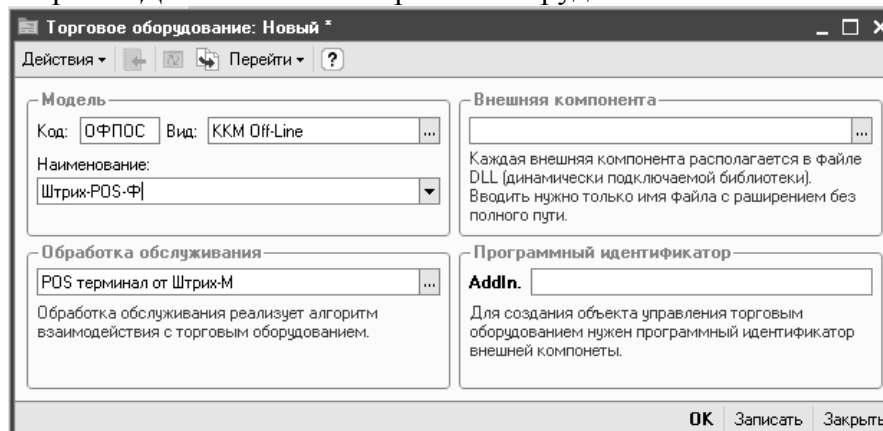 Торговое оборудование: Новый *
Действия Перейти ?
Модель
Код: ОФПОС Вид: ККМ Off-Line ...
Наименование:
Штрих-POS-Ф
Обработка обслуживания
POS терминал от Штрих-М ...
Обработка обслуживания реализует алгоритм
взаимодействия с торговым оборудованием.
Внешняя компонента
...
Каждая внешняя компонента располагается в файле
DLL (динамически подключаемой библиотеки).
Вводить нужно только имя файла с раширением без
полного пути.
Программный идентификатор
AddIn.
Для создания объекта управления торговым
оборудованием нужен программный идентификатор
внешней компонеты.
OK Записать Закрыть